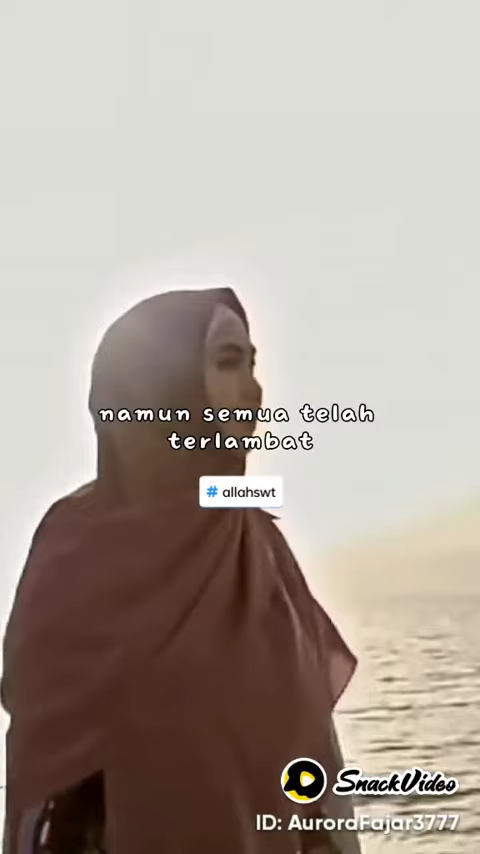 namun semua telah
terlambat
# allahswt
SnackVideo
ID: AuroraFajar3777